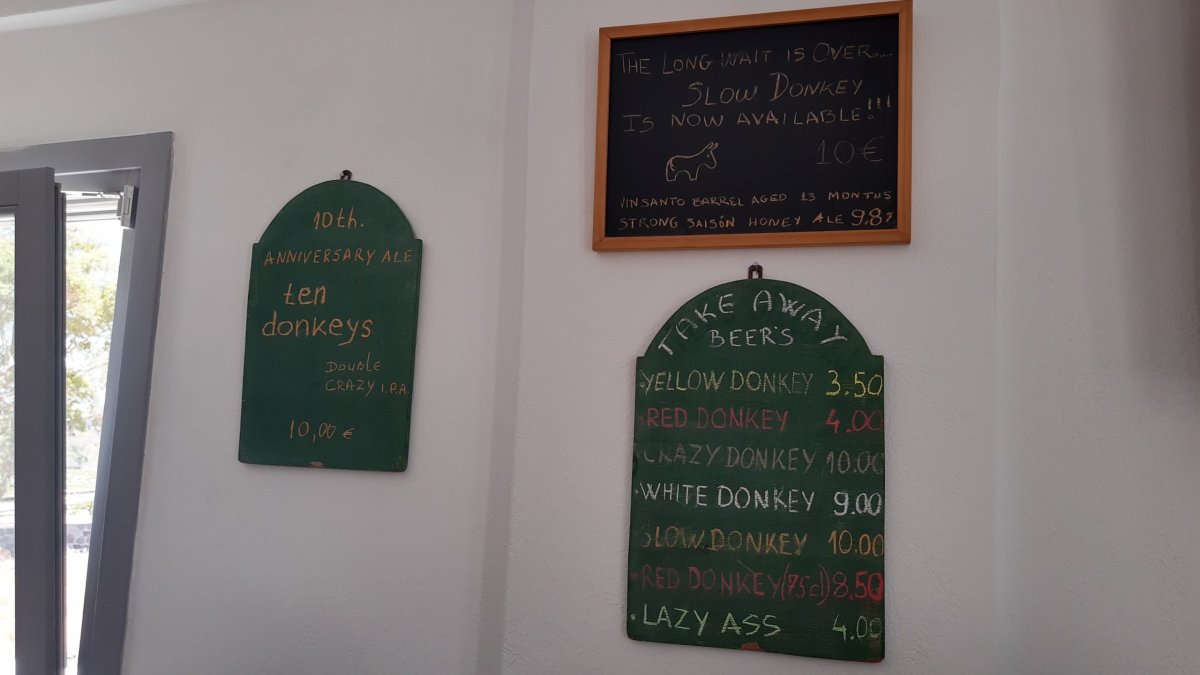 10th.
ANNIVERSARY ALE
ten
donkeys
DOUBLE
CRAZY I.P.A.
10,00 €
THE LONG WAIT IS OVER...
SLOW DONKEY
IS NOW AVAILABLE!!!
10€
VINSANTO BARREL AGED 13 MONTHS
STRONG SAISÓN HONEY ALE 9.8%
TAKE AWAY
BEER'S
·YELLOW DONKEY 3.50
·RED DONKEY 4.00
CRAZY DONKEY 10.00
·WHITE DONKEY 9.00
SLOW DONKEY 10.00
·RED DONKEY(75cl) 8.50
·LAZY ASS 4.00